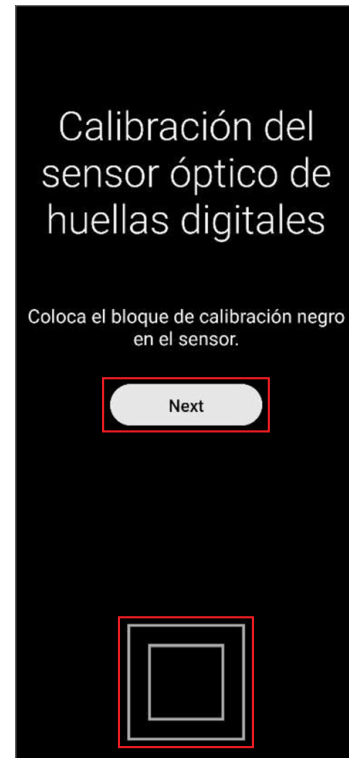 Calibración del
sensor óptico de
huellas digitales
Coloca el bloque de calibración negro
en el sensor.
Next